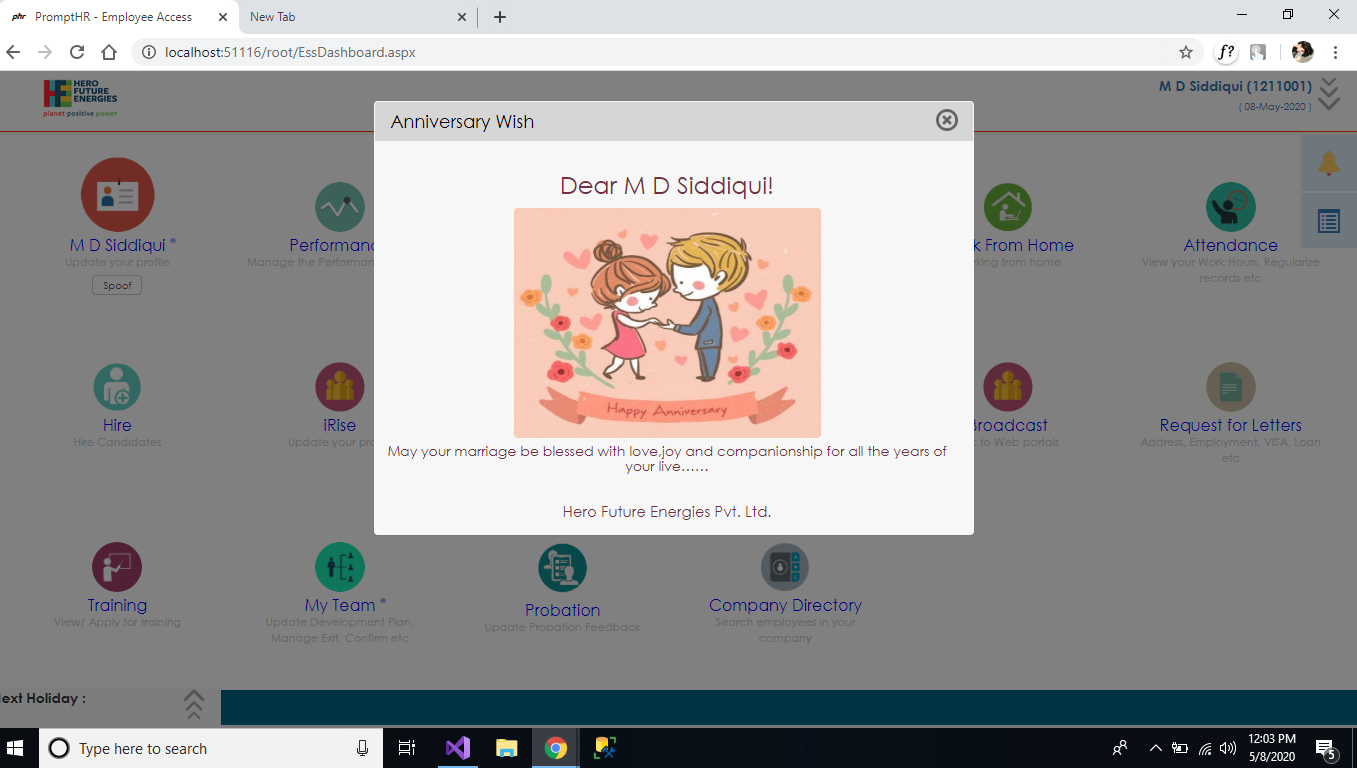 phr PromptHR - Employee Access
New Tab
localhost:51116/root/EssDashboard.aspx
f?
HERO
FUTURE
ENERGIES
planet positive power
M D Siddiqui (1211001)
( 08-May-2020 )
Anniversary Wish
Dear M D Siddiqui!
Happy Anniversary
May your marriage be blessed with love,joy and companionship for all the years of
your live......
Hero Future Energies Pvt. Ltd.
M D Siddiqui *
Update your profile
Spoof
Performanc
Manage the Performan
k From Home
rking from home
Attendance
View your Work Hours, Regularize
records etc
Hire
Hire Candidates
iRise
Update your pro
Broadcast
t to Web portals
Request for Letters
Address, Employment, VISA, Loan
etc
Training
View/ Apply for training
My Team *
Update Development Plan,
Manage Exit, Confirm etc
Probation
Update Probation Feedback
Company Directory
Search employees in your
company
ext Holiday :
Type here to search
12:03 PM
5/8/2020
5